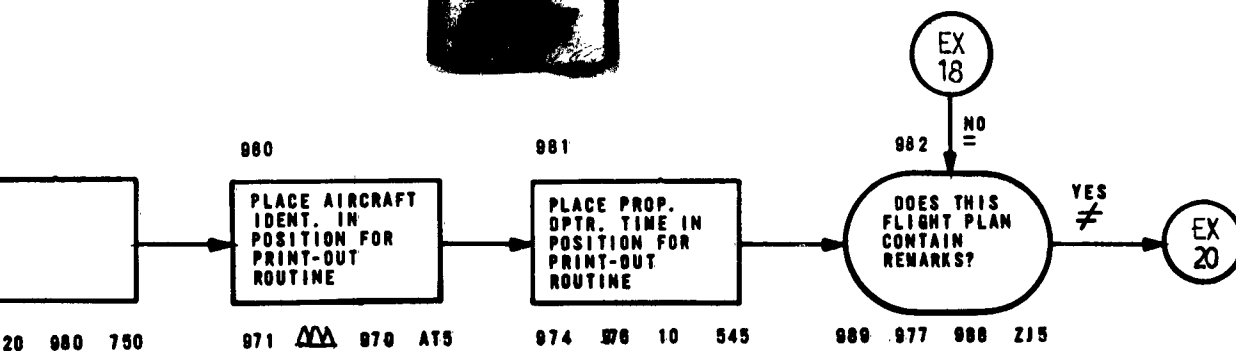 EX
18
NO
=
980
981
982
PLACE AIRCRAFT
IDENT. IN
POSITION FOR
PRINT-OUT
ROUTINE
PLACE PROP.
DPTR. TIME IN
POSITION FOR
PRINT-OUT
ROUTINE
DOES THIS
FLIGHT PLAN
CONTAIN
REMARKS?
YES
≠
EX
20
20 980 750
971 970 AT5
974 976 10 545
989 977 988 ZJ5